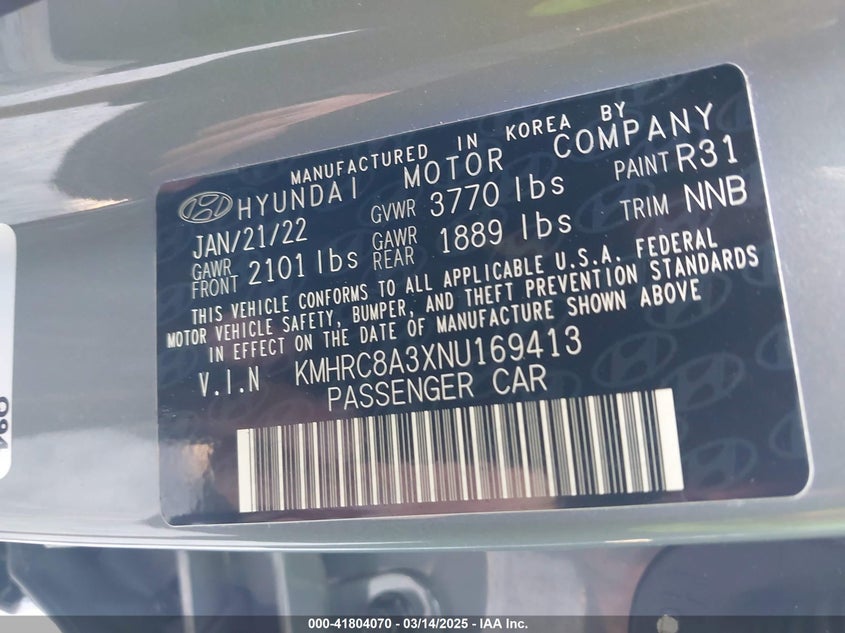 MANUFACTURED IN KOREA BY
HYUNDAI MOTOR COMPANY
JAN/21/22 GVWR 3770 lbs PAINT R31
GAWR FRONT 2101 lbs GAWR REAR 1889 lbs TRIM NNB
THIS VEHICLE CONFORMS TO ALL APPLICABLE U.S.A. FEDERAL
MOTOR VEHICLE SAFETY, BUMPER, AND THEFT PREVENTION STANDARDS
IN EFFECT ON THE DATE OF MANUFACTURE SHOWN ABOVE
V.I.N KMHRC8A3XNU169413
PASSENGER CAR
000-41804070 - 03/14/2025 - IAA Inc.